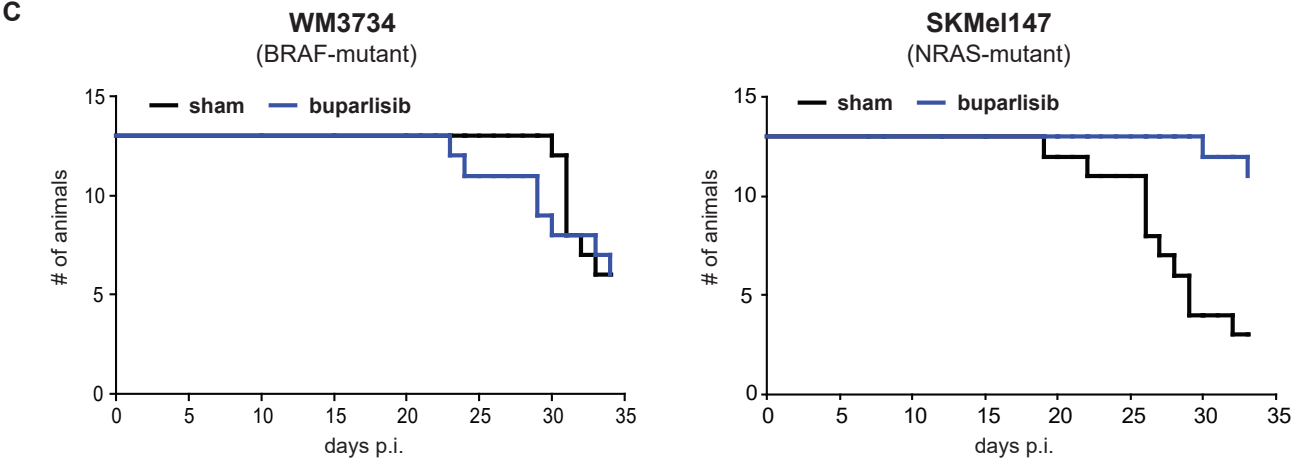 C
WM3734
(BRAF-mutant)
sham buparlisib
15
10
5
0
# of animals
0 5 10 15 20 25 30 35
days p.i.
SKMel147
(NRAS-mutant)
sham buparlisib
15
10
5
0
# of animals
0 5 10 15 20 25 30 35
days p.i.